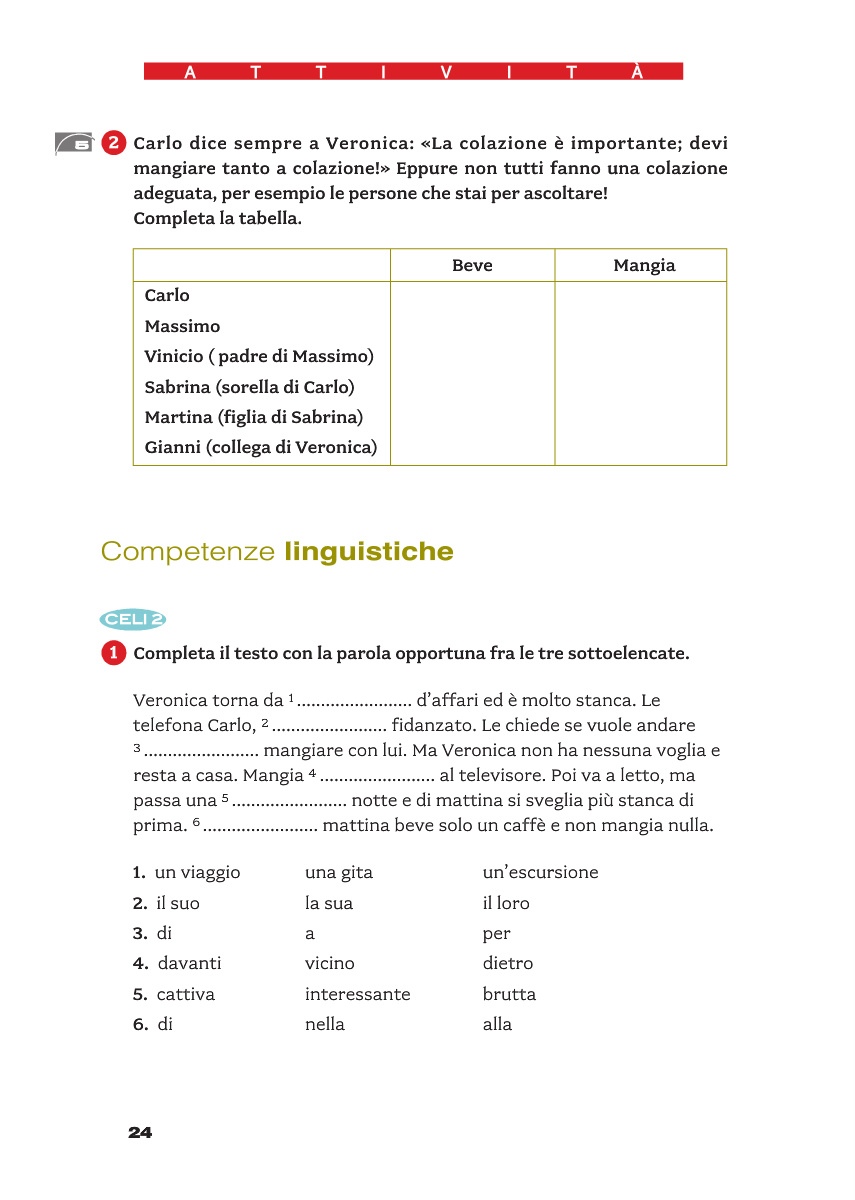 A T T I V I T À
5 2 Carlo dice sempre a Veronica: «La colazione è importante; devi
mangiare tanto a colazione!» Eppure non tutti fanno una colazione
adeguata, per esempio le persone che stai per ascoltare!
Completa la tabella.
Beve Mangia
Carlo
Massimo
Vinicio ( padre di Massimo)
Sabrina (sorella di Carlo)
Martina (figlia di Sabrina)
Gianni (collega di Veronica)
Competenze linguistiche
CELI 2
1 Completa il testo con la parola opportuna fra le tre sottoelencate.
Veronica torna da 1 ........................ d’affari ed è molto stanca. Le
telefona Carlo, 2 ........................ fidanzato. Le chiede se vuole andare
3 ........................ mangiare con lui. Ma Veronica non ha nessuna voglia e
resta a casa. Mangia 4 ........................ al televisore. Poi va a letto, ma
passa una 5 ........................ notte e di mattina si sveglia più stanca di
prima. 6 ........................ mattina beve solo un caffè e non mangia nulla.
1. un viaggio una gita un’escursione
2. il suo la sua il loro
3. di a per
4. davanti vicino dietro
5. cattiva interessante brutta
6. di nella alla
24